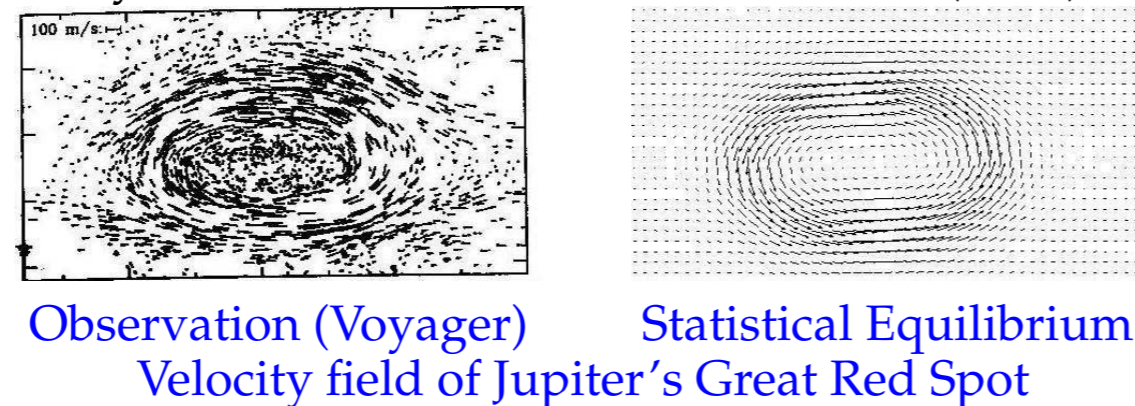 100 m/s:
Observation (Voyager) Statistical Equilibrium
Velocity field of Jupiter's Great Red Spot